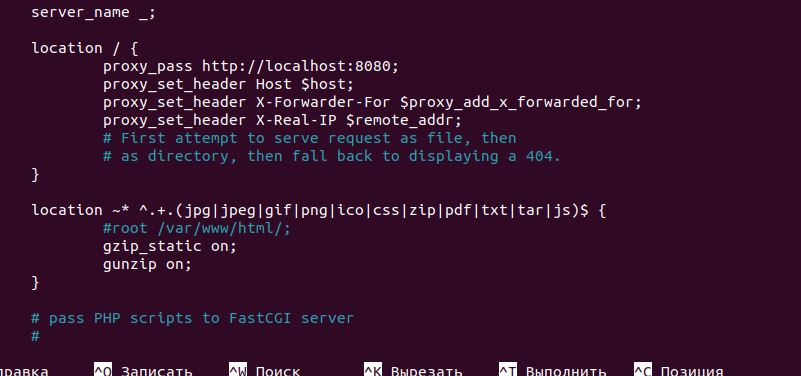 server_name _;
location / {
proxy_pass http://localhost:8080;
proxy_set_header Host $host;
proxy_set_header X-Forwarder-For $proxy_add_x_forwarded_for;
proxy_set_header X-Real-IP $remote_addr;
# First attempt to serve request as file, then
# as directory, then fall back to displaying a 404.
}
location ~* ^.+.(jpg|jpeg|gif|png|ico|css|zip|pdf|txt|tar|js)$ {
#root /var/www/html/;
gzip_static on;
gunzip on;
}
# pass PHP scripts to FastCGI server
#
правка ^O Записать ^W Поиск ^K Вырезать ^T Выполнить ^C Позиция